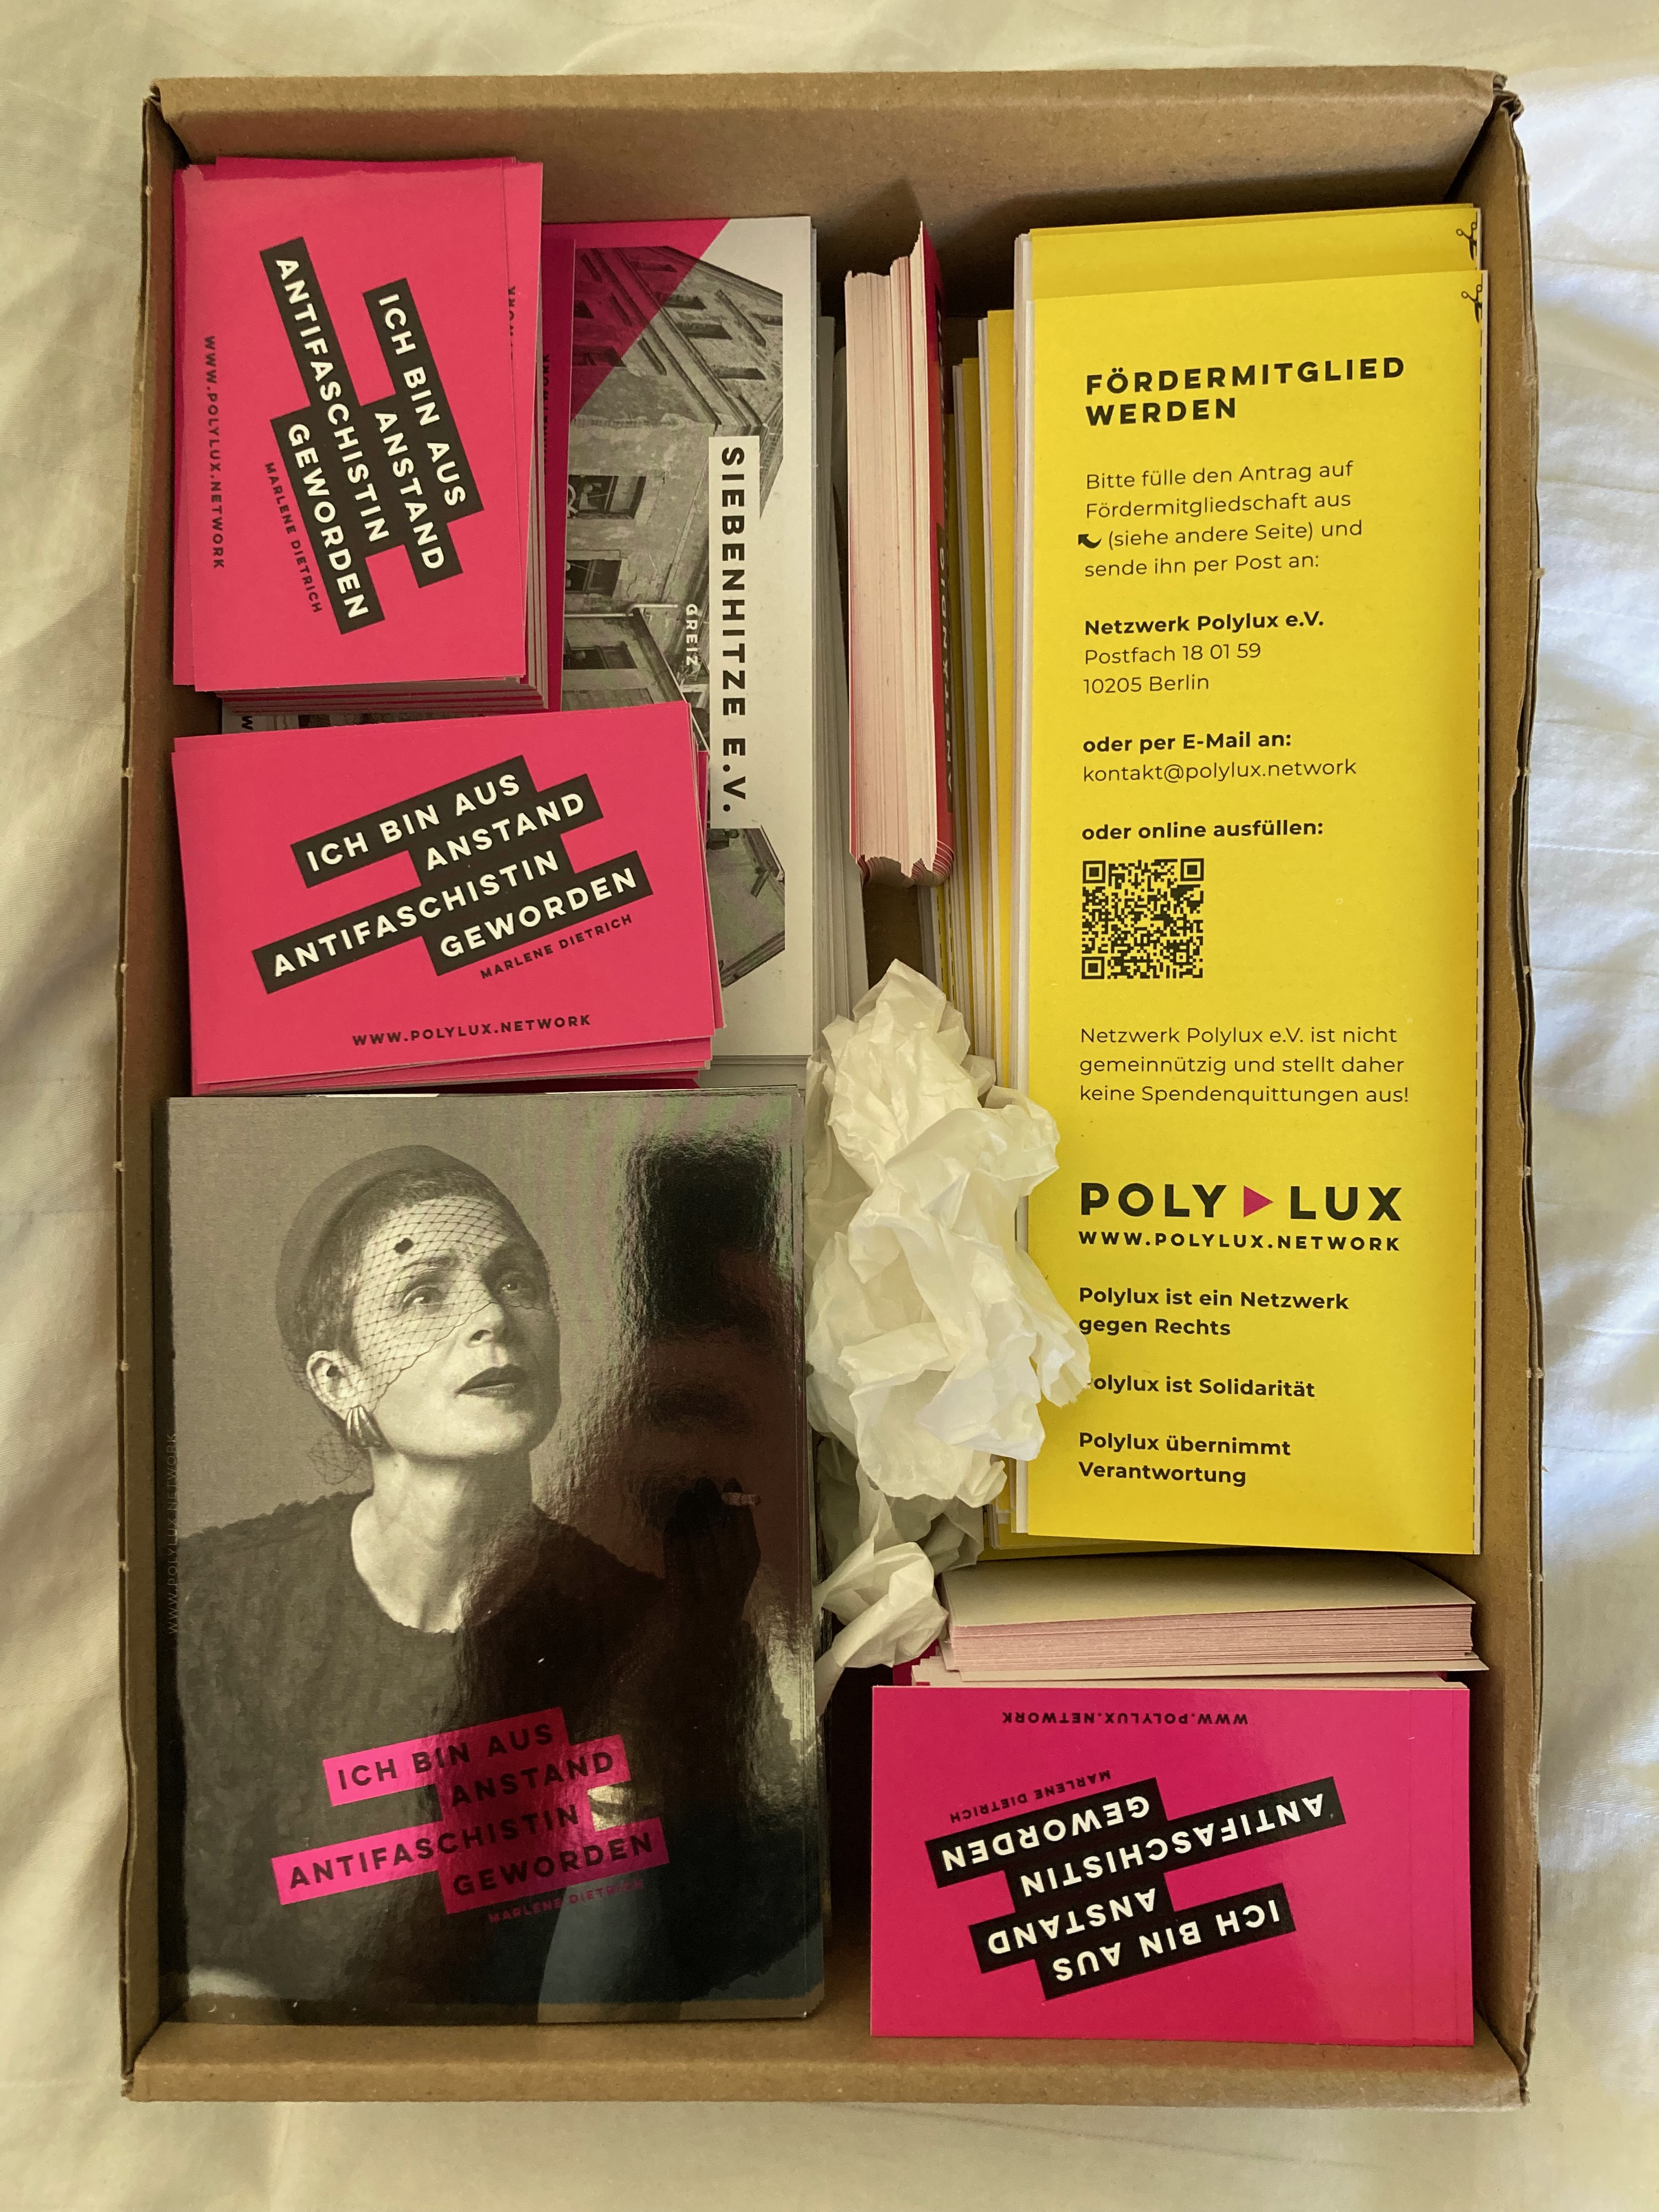 ICH BIN AUS
ANSTAND
ANTIFASCHISTIN
GEWORDEN
MARLENE DIETRICH
WWW.POLYLUX.NETWORK
SIEBENHITZE E.V.
GREIZ
ICH BIN AUS
ANSTAND
ANTIFASCHISTIN
GEWORDEN
MARLENE DIETRICH
WWW.POLYLUX.NETWORK
WWW.POLYLUX.NETWORK
ICH BIN AUS
ANSTAND
ANTIFASCHISTIN
GEWORDEN
MARLENE DIETRICH
FÖRDERMITGLIED
WERDEN
Bitte fülle den Antrag auf
Fördermitgliedschaft aus
(siehe andere Seite) und
sende ihn per Post an:
Netzwerk Polylux e.V.
Postfach 18 01 59
10205 Berlin
oder per E-Mail an:
kontakt@polylux.network
oder online ausfüllen:
Netzwerk Polylux e.V. ist nicht
gemeinnützig und stellt daher
keine Spendenquittungen aus!
POLY LUX
WWW.POLYLUX.NETWORK
Polylux ist ein Netzwerk
gegen Rechts
Polylux ist Solidarität
Polylux übernimmt
Verantwortung
ICH BIN AUS
ANSTAND
ANTIFASCHISTIN
GEWORDEN
MARLENE DIETRICH
WWW.POLYLUX.NETWORK